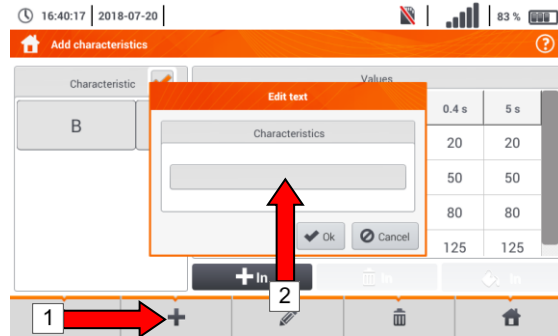 16:40:17 2018-07-20 83 %
Add characteristics ?
Characteristic Values
Edit text
0.4 s 5 s
Characteristics
B
20 20
50 50
80 80
Ok Cancel
125 125
In In In
2
1